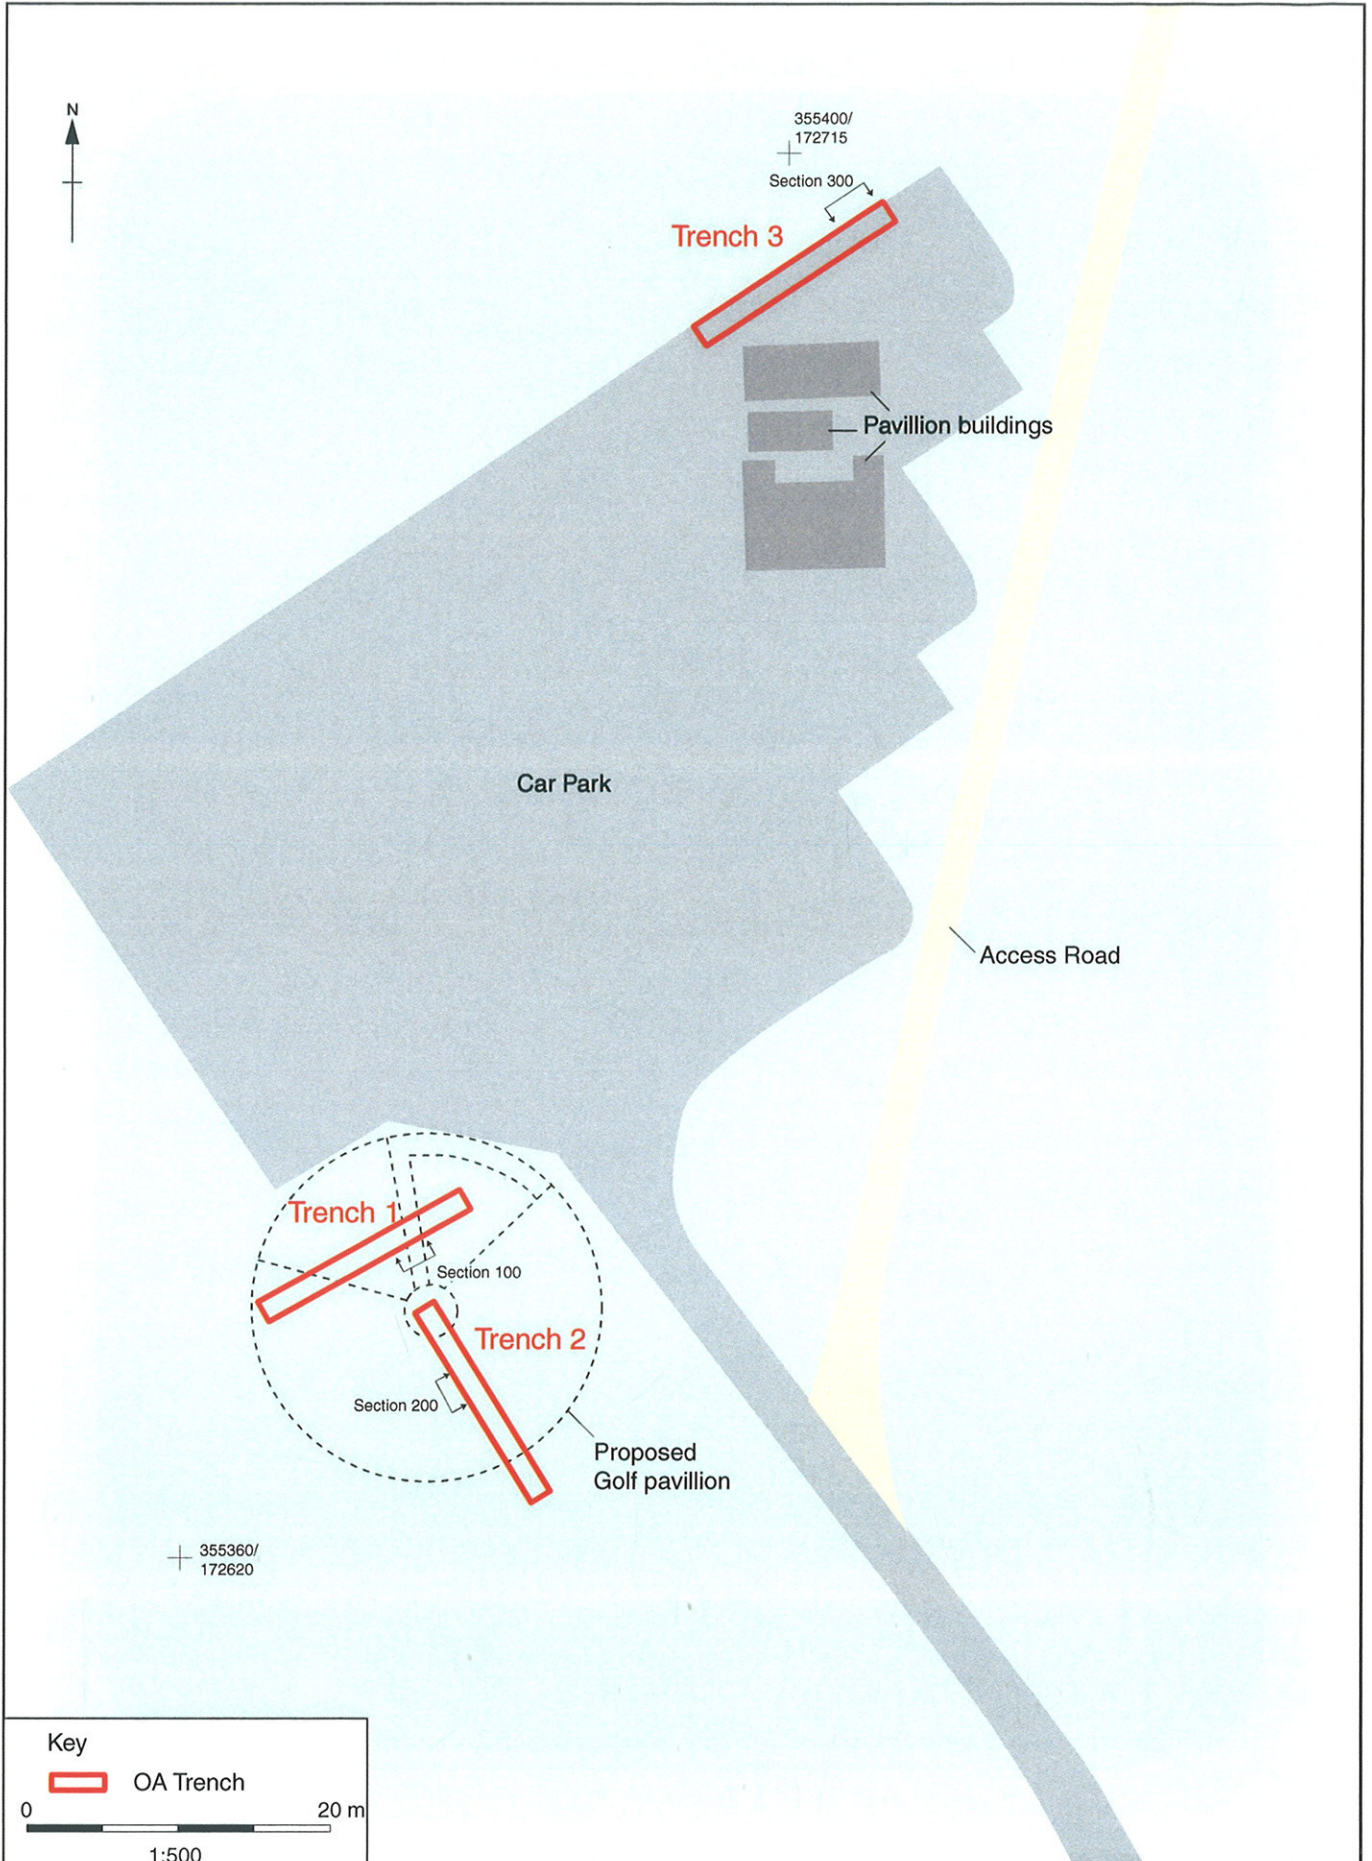 N
355400/
172715
Section 300
Trench 3
Pavillion buildings
Car Park
Access Road
Trench 1
Section 100
Trench 2
Section 200
Proposed
Golf pavillion
355360/
172620
Key
OA Trench
0 20 m
1:500